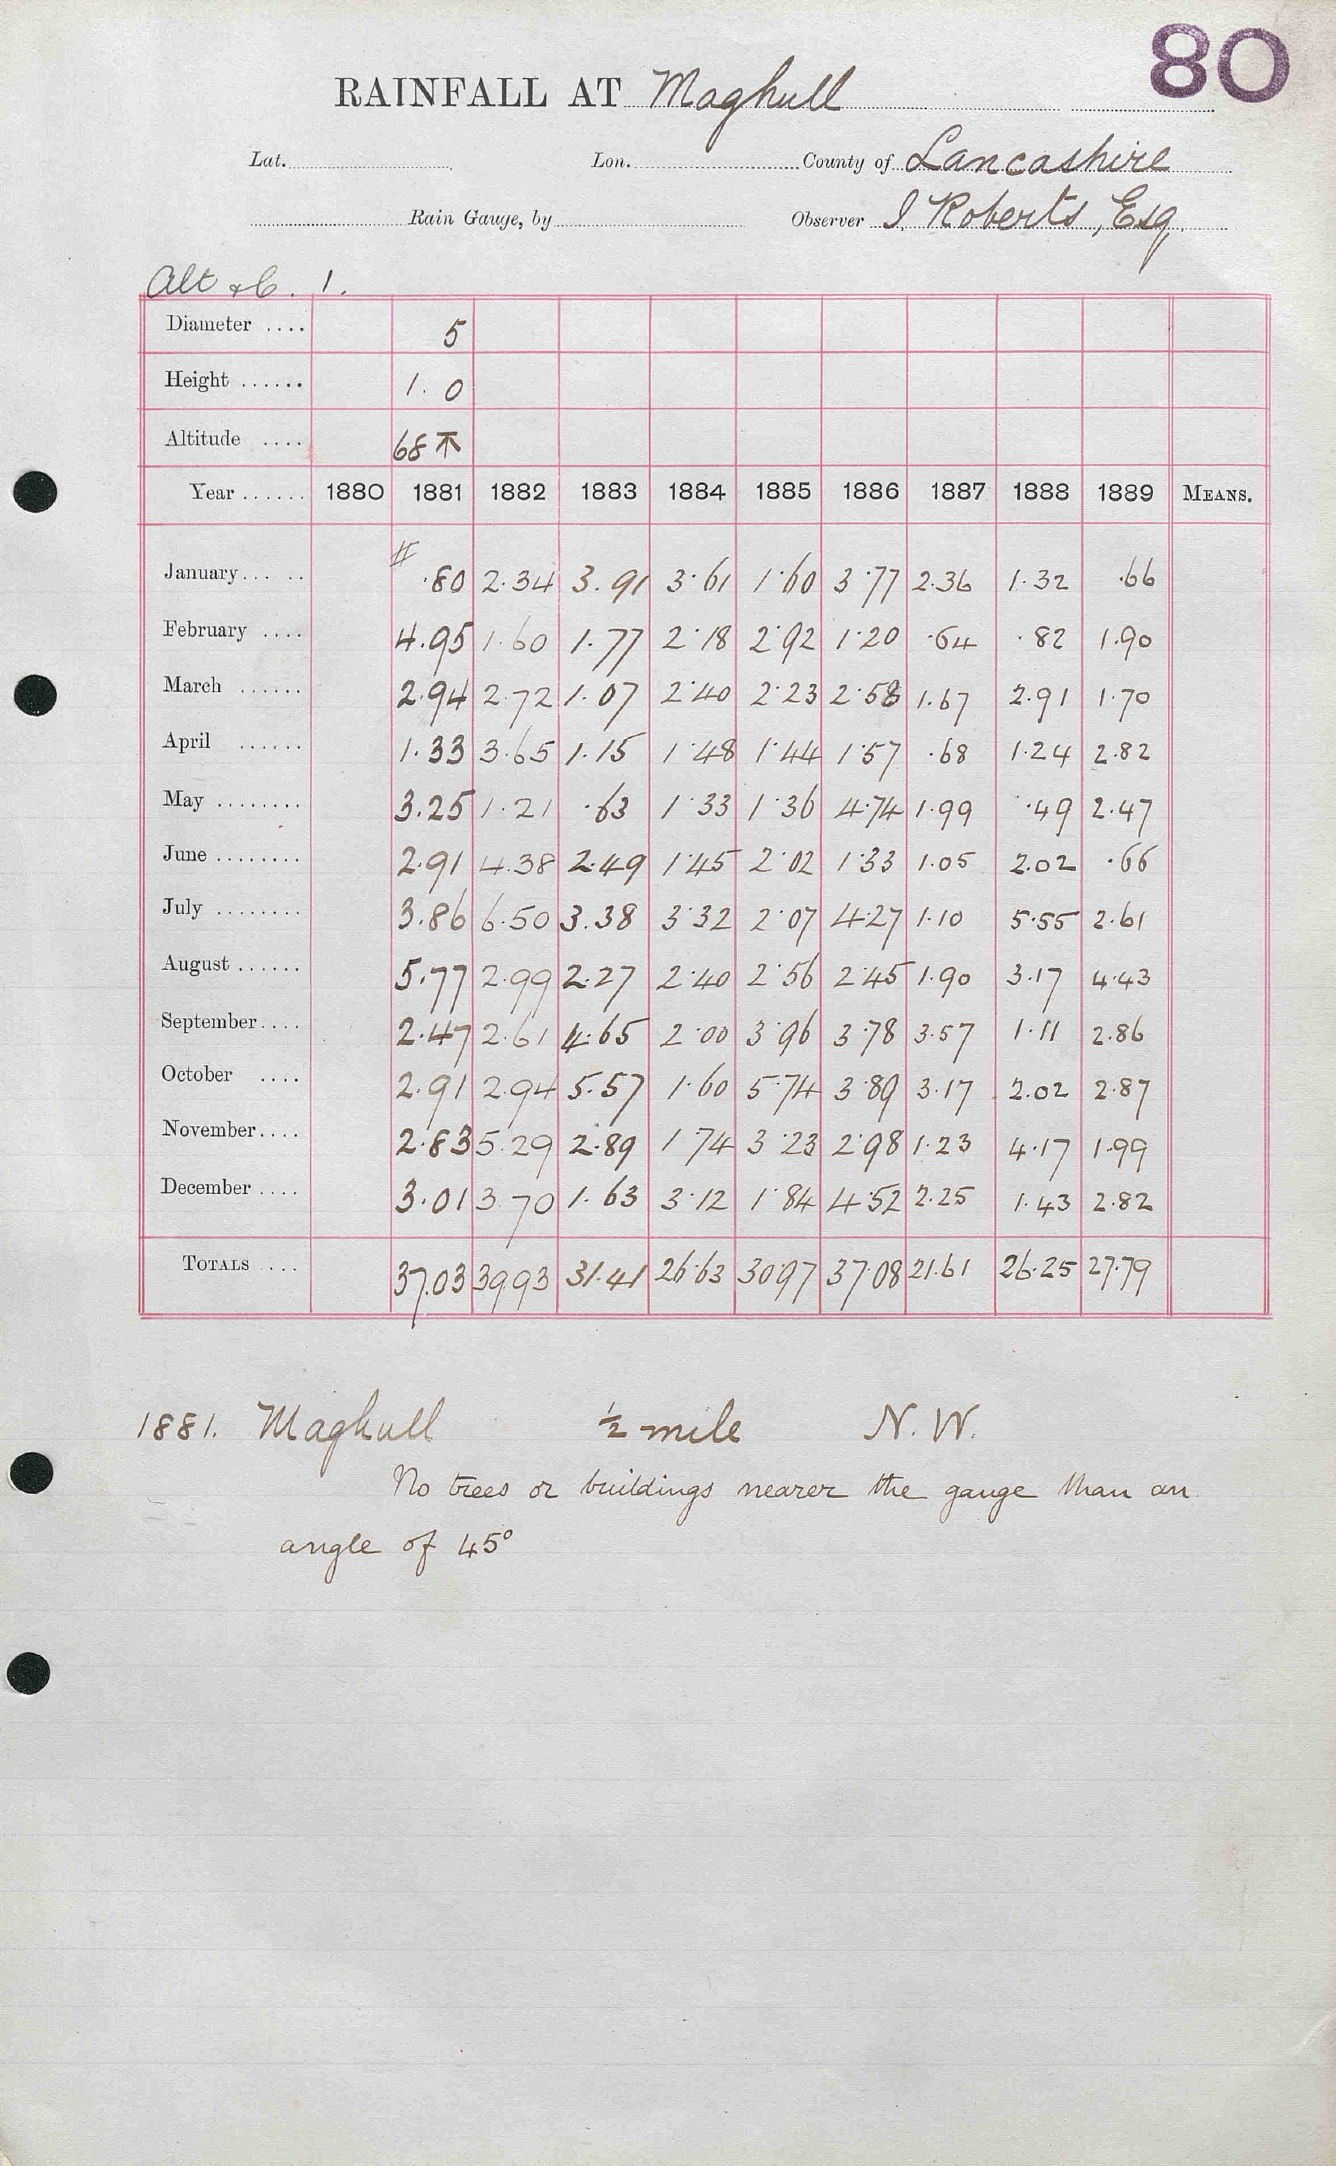 80
RAINFALL AT Maghull
Lat. Lon. County of Lancashire
Rain Gauge, by Observer I. Roberts, Esq.
Alt &c. 1.
Diameter .... 5
Height ...... 1. 0
Altitude .... 68
Year ...... 1880 1881 1882 1883 1884 1885 1886 1887 1888 1889 MEANS.
January... .. # .80 2.34 3.91 3.61 1.60 3.77 2.36 1.32 .66
February .... 4.95 1.60 1.77 2.18 2.92 1.20 .64 .82 1.90
March ...... 2.94 2.72 1.07 2.40 2.23 2.58 1.67 2.91 1.70
April ...... 1.33 3.65 1.15 1.48 1.44 1.57 .68 1.24 2.82
May ........ 3.25 1.21 .63 1.33 1.36 4.74 1.99 .49 2.47
June ........ 2.91 4.38 2.49 1.45 2.02 1.33 1.05 2.02 .66
July ........ 3.86 6.50 3.38 3.32 2.07 4.27 1.10 5.55 2.61
August ...... 5.77 2.99 2.27 2.40 2.56 2.45 1.90 3.17 4.43
September.... 2.47 2.61 4.65 2.00 3.96 3.78 3.57 1.11 2.86
October .... 2.91 2.94 5.57 1.60 5.74 3.89 3.17 2.02 2.87
November.... 2.83 5.29 2.89 1.74 3.23 2.98 1.23 4.17 1.99
December .... 3.01 3.70 1.63 3.12 1.84 4.52 2.25 1.43 2.82
TOTALS .... 37.03 39.93 31.41 26.63 30.97 37.08 21.61 26.25 27.79
1881. Maghull ½ mile N. W.
No trees or buildings nearer the gauge than an
angle of 45°